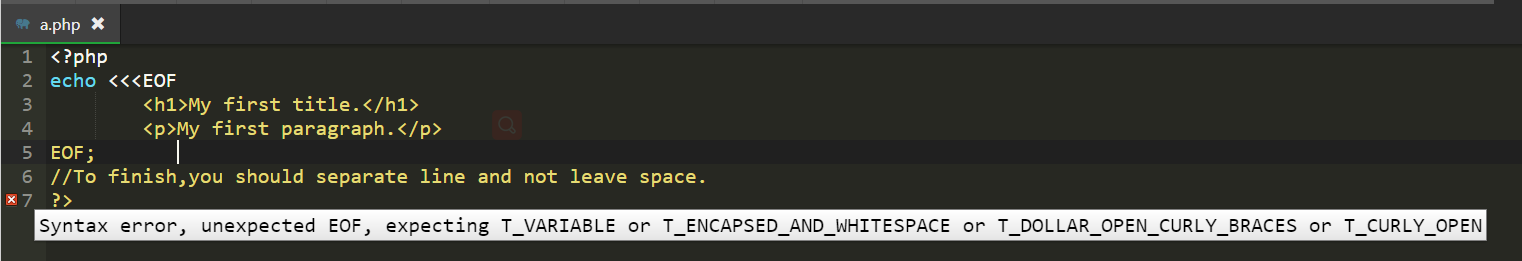 a.php
1 <?php
2 echo <<<EOF
3 <h1>My first title.</h1>
4 <p>My first paragraph.</p>
5 EOF;
6 //To finish,you should separate line and not leave space.
7 ?>
Syntax error, unexpected EOF, expecting T_VARIABLE or T_ENCAPSED_AND_WHITESPACE or T_DOLLAR_OPEN_CURLY_BRACES or T_CURLY_OPEN